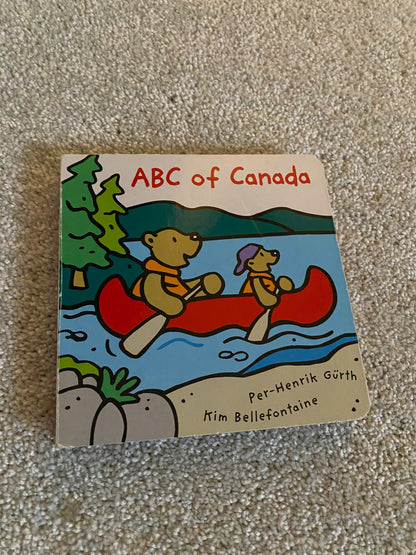 ABC of Canada
Per-Henrik Gürth
Kim Bellefontaine